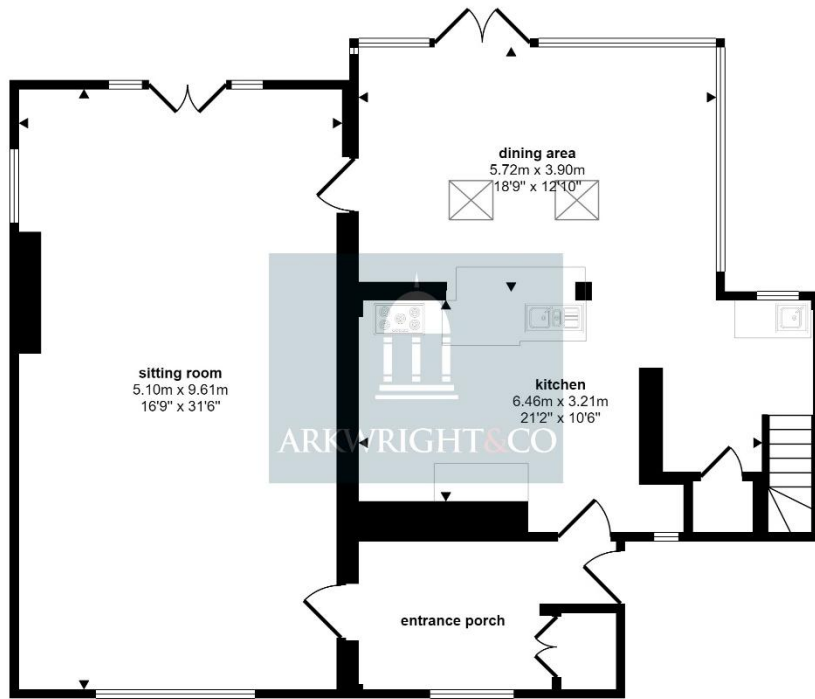 dining area
5.72m x 3.90m
18'9" x 12'10"
sitting room
5.10m x 9.61m
16'9" x 31'6"
kitchen
6.46m x 3.21m
21'2" x 10'6"
ARKWRIGHT&CO
entrance porch